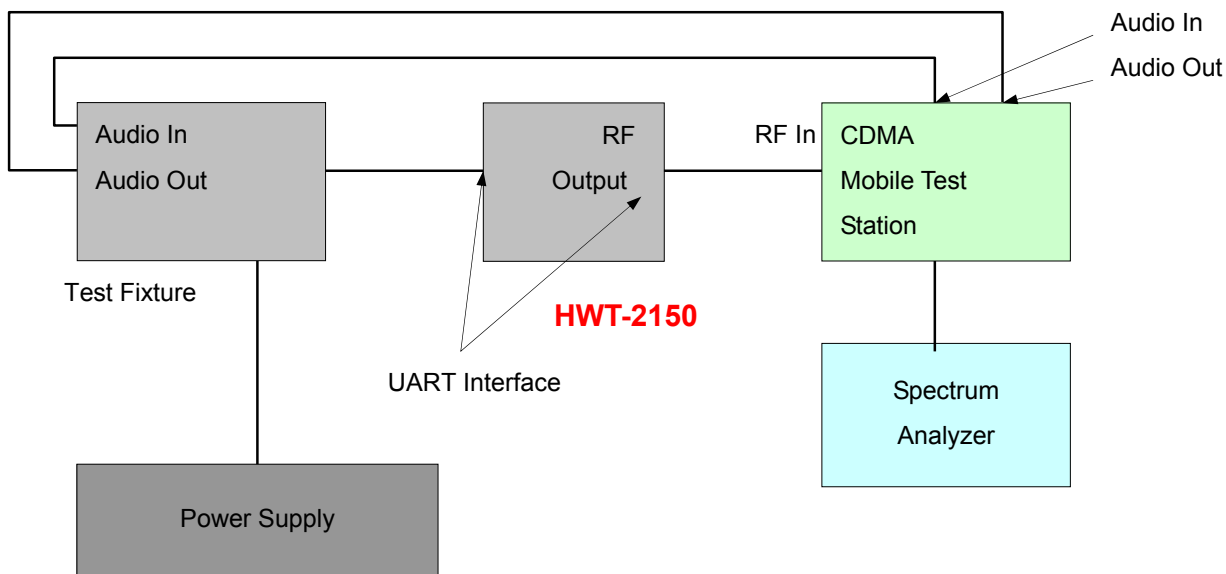 Audio In
Audio Out
Audio In
Audio Out
RF
Output
RF In
CDMA
Mobile Test
Station
Test Fixture
HWT-2150
UART Interface
Spectrum
Analyzer
Power Supply